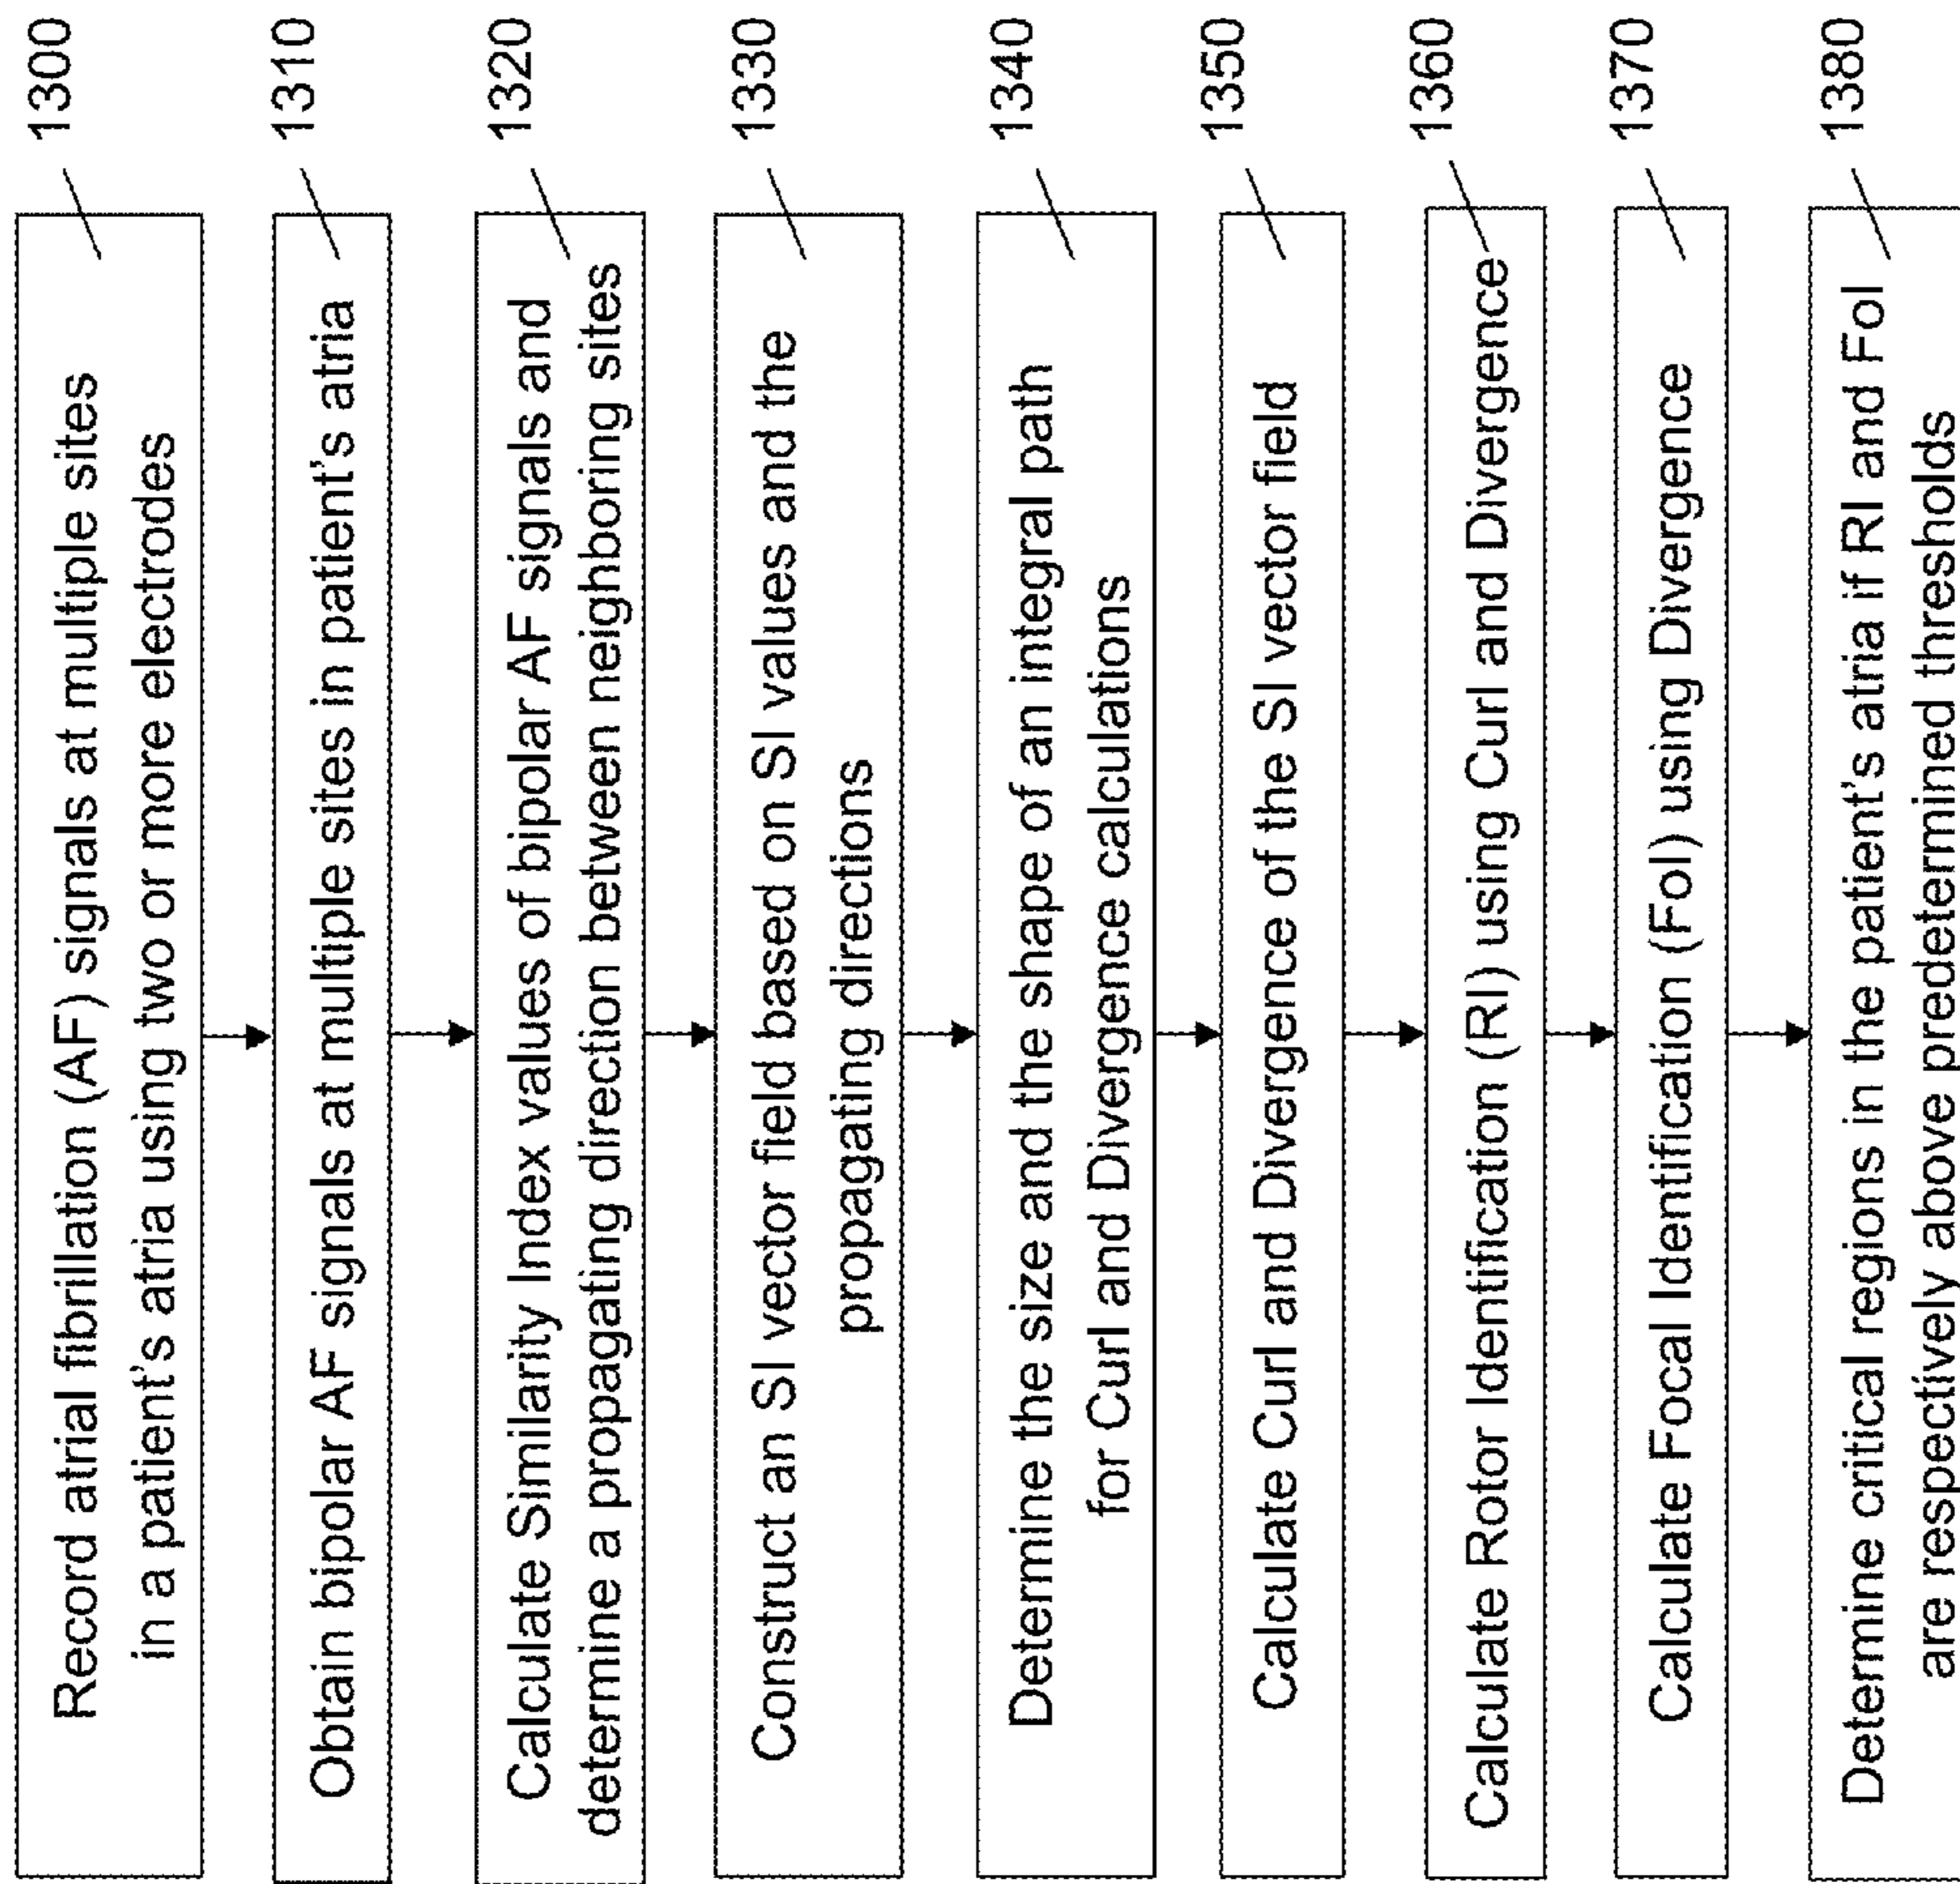 Record atrial fibrillation (AF) signals at multiple sites
in a patient's atria using two or more electrodes
1300
Obtain bipolar AF signals at multiple sites in patient's atria
1310
Calculate Similarity Index values of bipolar AF signals and
determine a propagating direction between neighboring sites
1320
Construct an SI vector field based on SI values and the
propagating directions
1330
Determine the size and the shape of an integral path
for Curl and Divergence calculations
1340
Calculate Curl and Divergence of the SI vector field
1350
Calculate Rotor Identification (RI) using Curl and Divergence
1360
Calculate Focal Identification (FoI) using Divergence
1370
Determine critical regions in the patient's atria if RI and FoI
are respectively above predetermined thresholds
1380